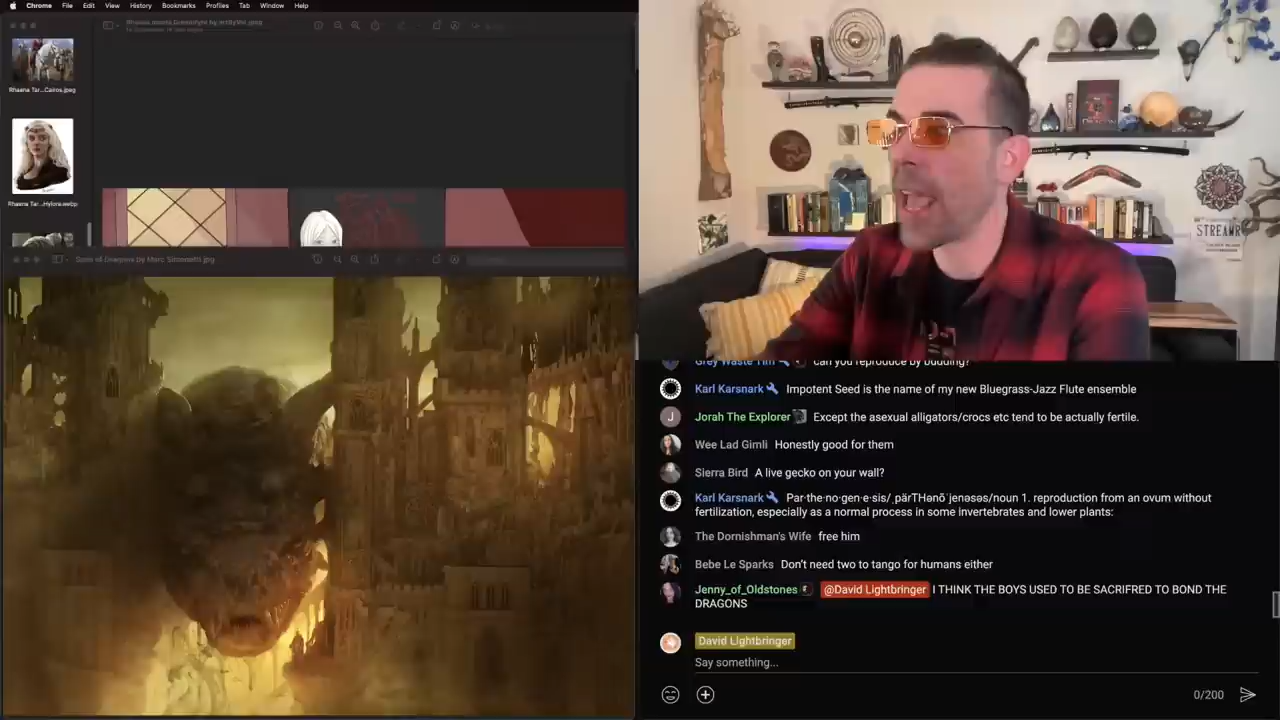 Chrome File Edit View History Bookmarks Profiles Tab Window Help
Rhaena Tar...Cairos.jpeg
Rhaena Tar...Hylora.webp
Marc Simonetti.jpg
DRAGON
STREAMR
can you reproduce by budding?
Karl Karsnark Impotent Seed is the name of my new Bluegrass-Jazz Flute ensemble
Jorah The Explorer Except the asexual alligators/crocs etc tend to be actually fertile.
Wee Lad Gimli Honestly good for them
Sierra Bird A live gecko on your wall?
Karl Karsnark Par·the·no·gen·e·sis/ˌpärTHənōˈjenəsəs/noun 1. reproduction from an ovum without
fertilization, especially as a normal process in some invertebrates and lower plants:
The Dornishman's Wife free him
Bebe Le Sparks Don't need two to tango for humans either
Jenny_of_Oldstones @David Lightbringer I THINK THE BOYS USED TO BE SACRIFRED TO BOND THE
DRAGONS
David Lightbringer
Say something...
0/200